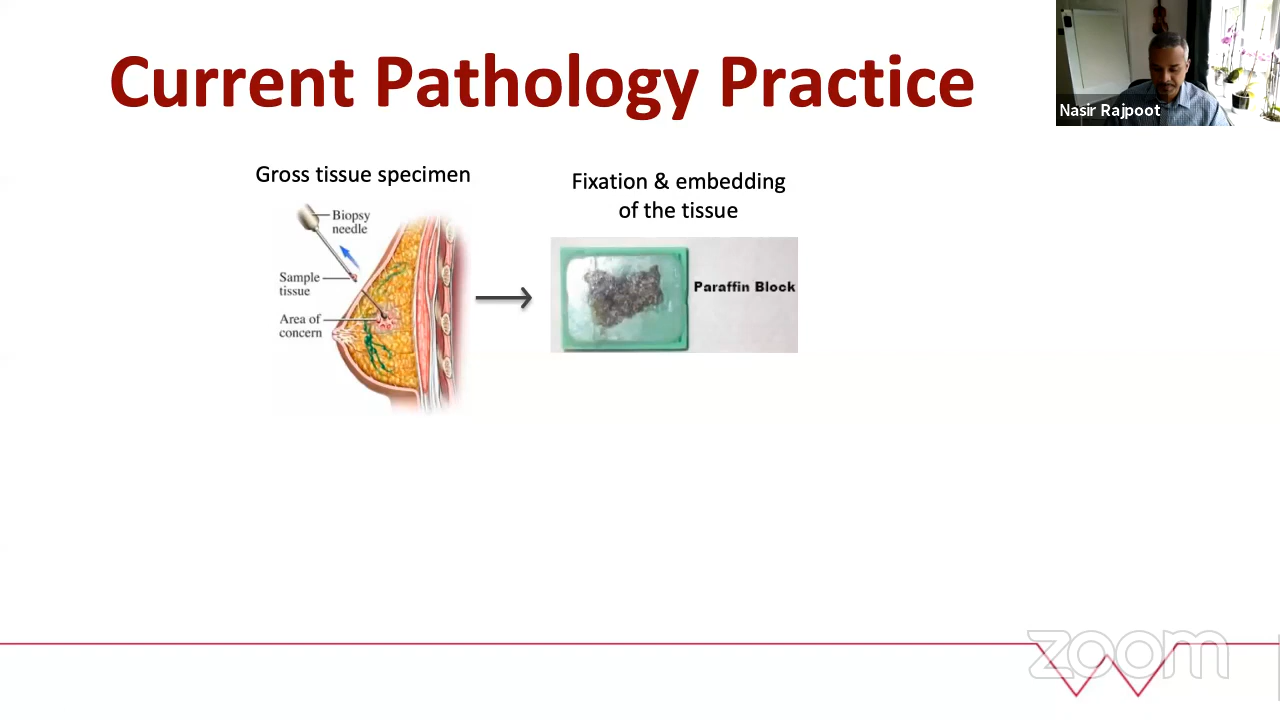 Current Pathology Practice
Nasir Rajpoot
Gross tissue specimen
Biopsy
needle
Sample
tissue
Area of
concern
Fixation & embedding
of the tissue
Paraffin Block
zoom